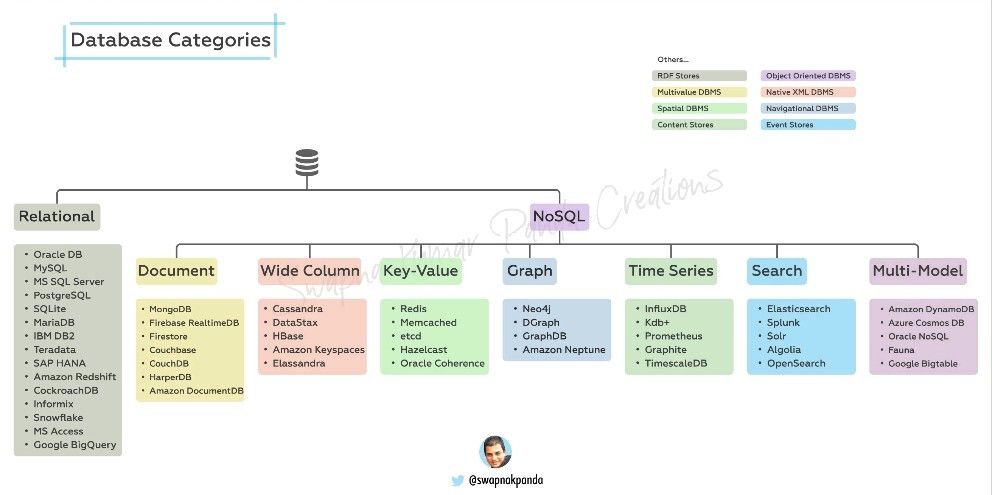 Database Categories
Others...
RDF Stores
Object Oriented DBMS
Multivalue DBMS
Native XML DBMS
Spatial DBMS
Navigational DBMS
Content Stores
Event Stores
Swapna Kumar Panda Creations
Relational
NoSQL
• Oracle DB
• MySQL
• MS SQL Server
• PostgreSQL
• SQLite
• MariaDB
• IBM DB2
• Teradata
• SAP HANA
• Amazon Redshift
• CockroachDB
• Informix
• Snowflake
• MS Access
• Google BigQuery
Document
• MongoDB
• Firebase RealtimeDB
• Firestore
• Couchbase
• CouchDB
• HarperDB
• Amazon DocumentDB
Wide Column
• Cassandra
• DataStax
• HBase
• Amazon Keyspaces
• Elassandra
Key-Value
• Redis
• Memcached
• etcd
• Hazelcast
• Oracle Coherence
Graph
• Neo4j
• DGraph
• GraphDB
• Amazon Neptune
Time Series
• InfluxDB
• Kdb+
• Prometheus
• Graphite
• TimescaleDB
Search
• Elasticsearch
• Splunk
• Solr
• Algolia
• OpenSearch
Multi-Model
• Amazon DynamoDB
• Azure Cosmos DB
• Oracle NoSQL
• Fauna
• Google Bigtable
@swapnakpanda